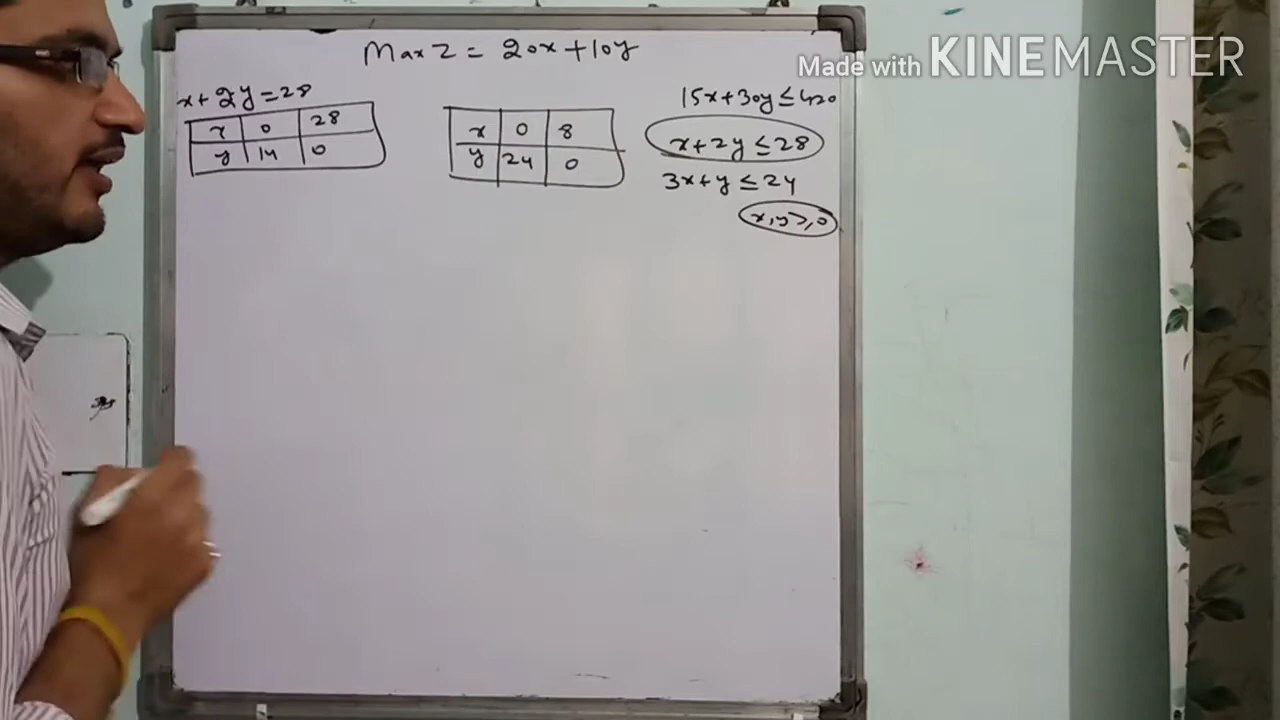 Max Z = 20x + 10y
Made with KINEMASTER
x + 2y = 28
x 0 28
y 14 0
x 0 8
y 24 0
15x + 30y ≤ 420
x + 2y ≤ 28
3x + y ≤ 24
x, y ≥, 0